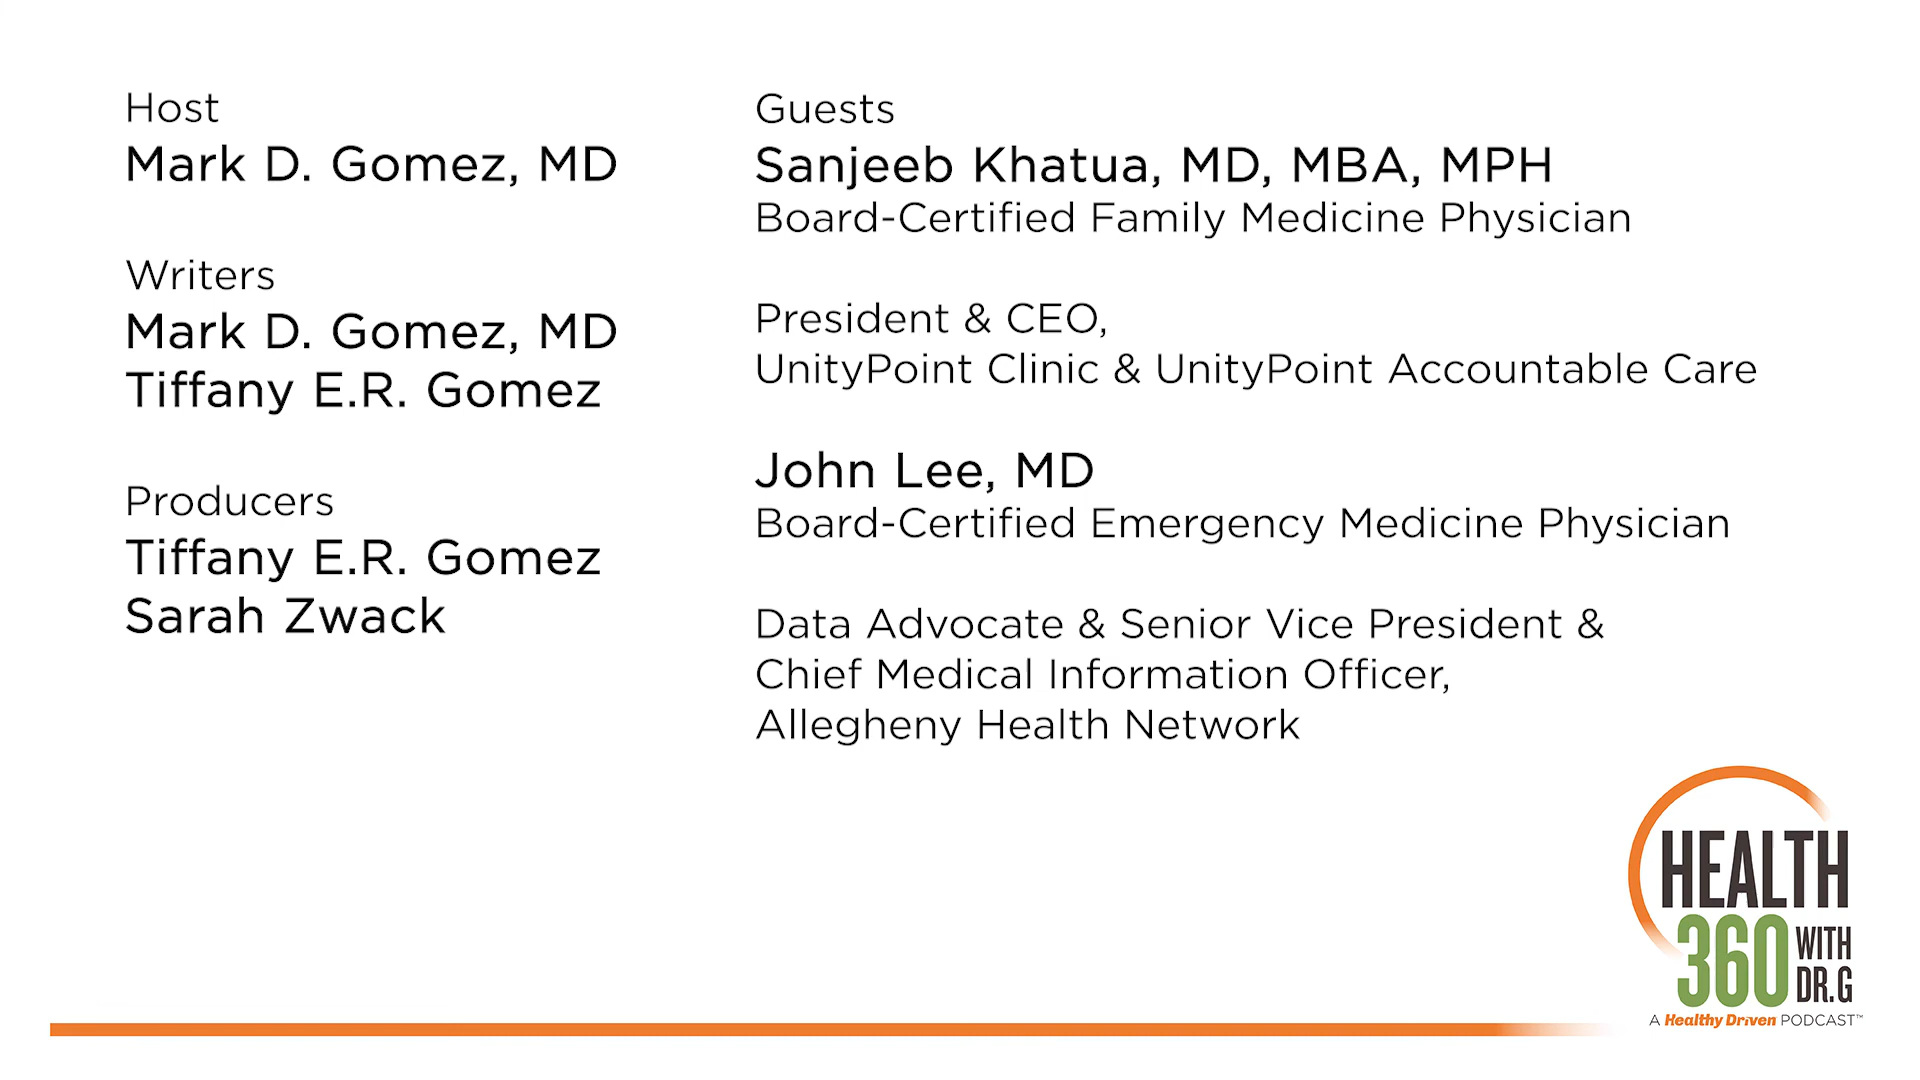 Host
Mark D. Gomez, MD
Writers
Mark D. Gomez, MD
Tiffany E.R. Gomez
Producers
Tiffany E.R. Gomez
Sarah Zwack
Guests
Sanjeeb Khatua, MD, MBA, MPH
Board-Certified Family Medicine Physician
President & CEO,
UnityPoint Clinic & UnityPoint Accountable Care
John Lee, MD
Board-Certified Emergency Medicine Physician
Data Advocate & Senior Vice President &
Chief Medical Information Officer,
Allegheny Health Network
HEALTH
360 WITH
DR.G
A Healthy Driven PODCAST™